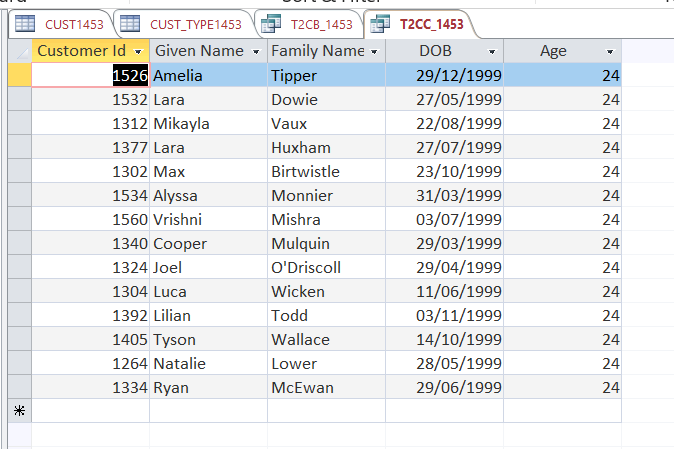 CUST1453 CUST_TYPE1453 T2CB_1453 T2CC_1453
Customer Id Given Name Family Name DOB Age
1526 Amelia Tipper 29/12/1999 24
1532 Lara Dowie 27/05/1999 24
1312 Mikayla Vaux 22/08/1999 24
1377 Lara Huxham 27/07/1999 24
1302 Max Birtwistle 23/10/1999 24
1534 Alyssa Monnier 31/03/1999 24
1560 Vrishni Mishra 03/07/1999 24
1340 Cooper Mulquin 29/03/1999 24
1324 Joel O'Driscoll 29/04/1999 24
1304 Luca Wicken 11/06/1999 24
1392 Lilian Todd 03/11/1999 24
1405 Tyson Wallace 14/10/1999 24
1264 Natalie Lower 28/05/1999 24
1334 Ryan McEwan 29/06/1999 24